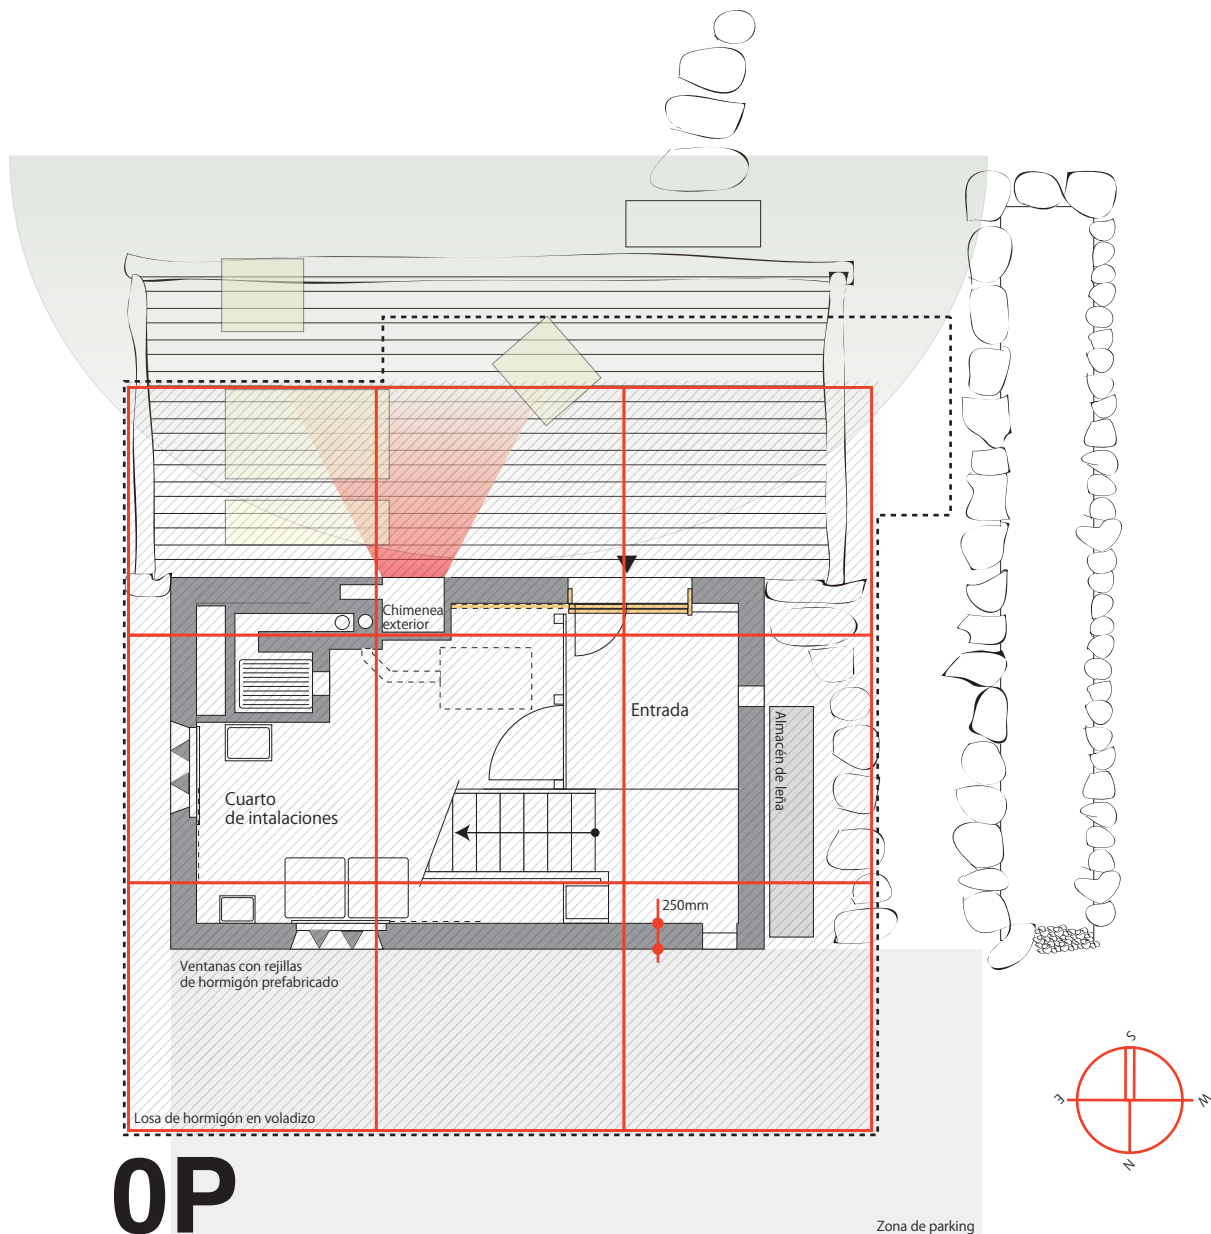 Chimenea
exterior
Entrada
Almacén de leña
Cuarto
de intalaciones
250mm
Ventanas con rejillas
de hormigón prefabricado
Losa de hormigón en voladizo
S
E
W
N
0P
Zona de parking